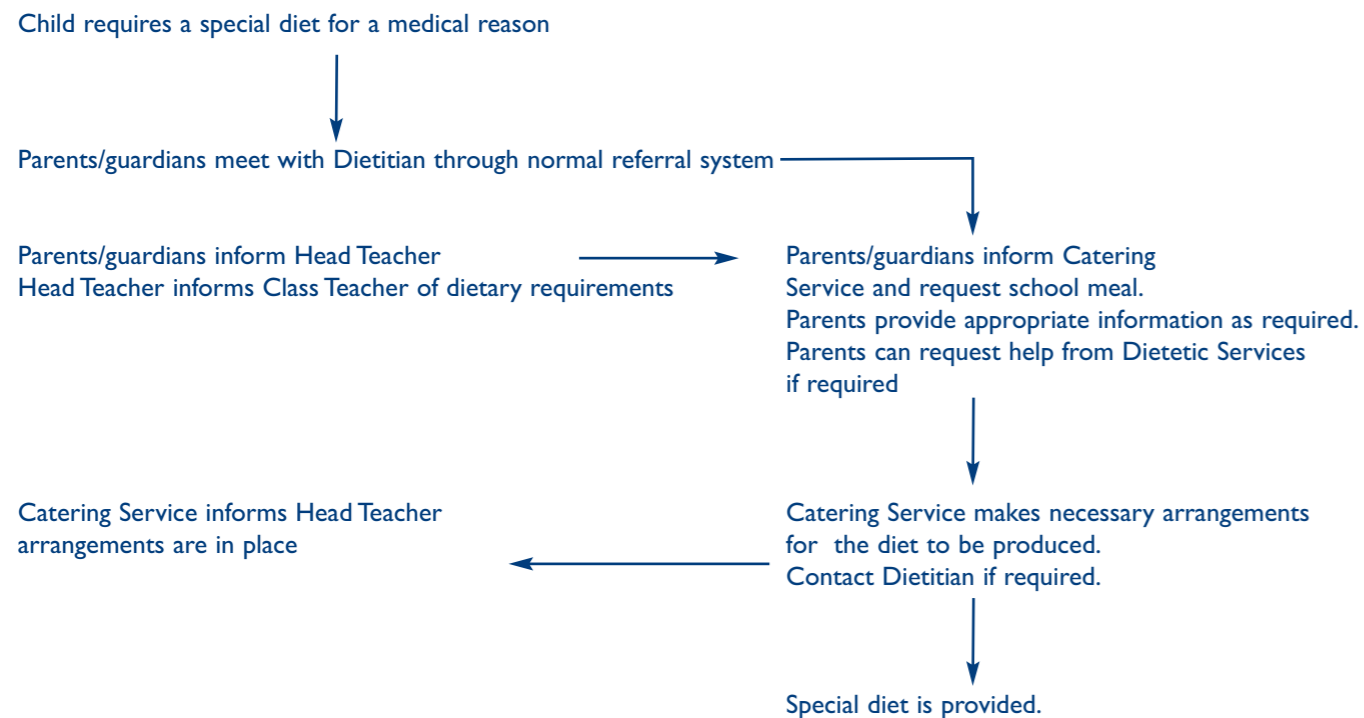 Child requires a special diet for a medical reason
Parents/guardians meet with Dietitian through normal referral system
Parents/guardians inform Head Teacher
Head Teacher informs Class Teacher of dietary requirements
Parents/guardians inform Catering
Service and request school meal.
Parents provide appropriate information as required.
Parents can request help from Dietetic Services
if required
Catering Service informs Head Teacher
arrangements are in place
Catering Service makes necessary arrangements
for the diet to be produced.
Contact Dietitian if required.
Special diet is provided.